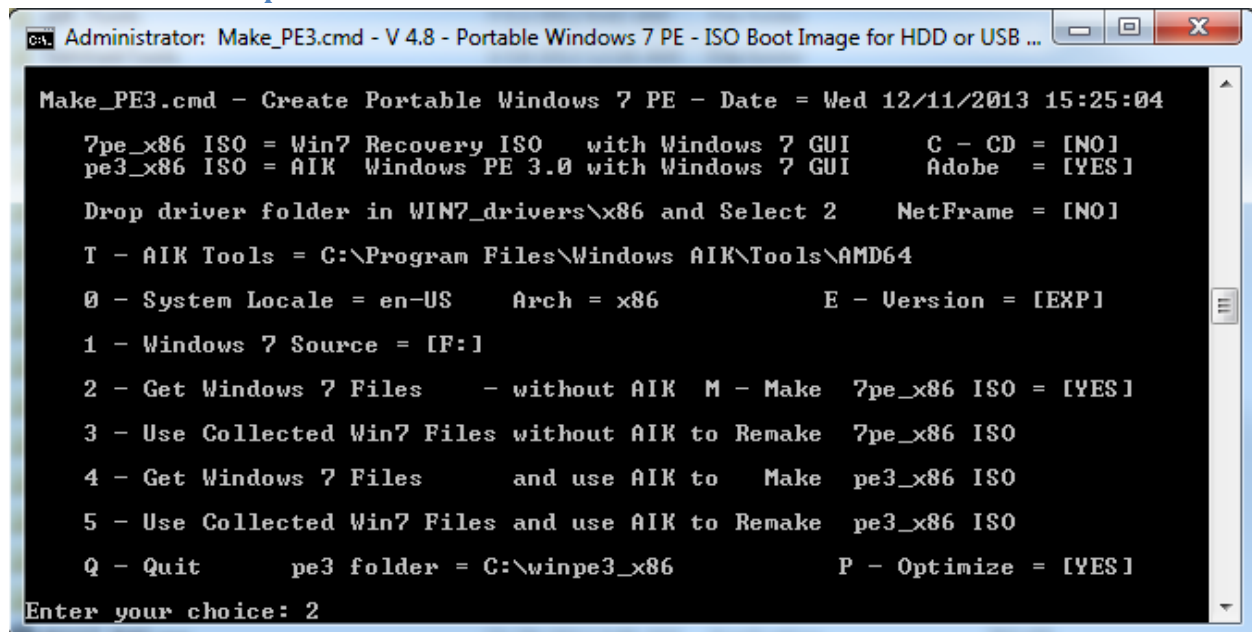 Administrator: Make_PE3.cmd - V 4.8 - Portable Windows 7 PE - ISO Boot Image for HDD or USB ...
Make_PE3.cmd - Create Portable Windows 7 PE - Date = Wed 12/11/2013 15:25:04
7pe_x86 ISO = Win7 Recovery ISO with Windows 7 GUI C - CD = [NO]
pe3_x86 ISO = AIK Windows PE 3.0 with Windows 7 GUI Adobe = [YES]
Drop driver folder in WIN7_drivers\x86 and Select 2 NetFrame = [NO]
T - AIK Tools = C:\Program Files\Windows AIK\Tools\AMD64
0 - System Locale = en-US Arch = x86 E - Version = [EXP]
1 - Windows 7 Source = [F:]
2 - Get Windows 7 Files - without AIK M - Make 7pe_x86 ISO = [YES]
3 - Use Collected Win7 Files without AIK to Remake 7pe_x86 ISO
4 - Get Windows 7 Files and use AIK to Make pe3_x86 ISO
5 - Use Collected Win7 Files and use AIK to Remake pe3_x86 ISO
Q - Quit pe3 folder = C:\winpe3_x86 P - Optimize = [YES]
Enter your choice: 2